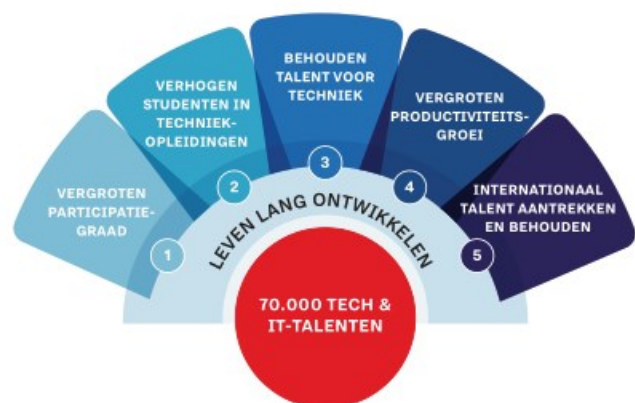 VERGROTEN
PARTICIPATIE-
GRAAD
1
VERHOGEN
STUDENTEN IN
TECHNIEK-
OPLEIDINGEN
2
BEHOUDEN
TALENT VOOR
TECHNIEK
3
VERGROTEN
PRODUCTIVITEITS-
GROEI
4
INTERNATIONAAL
TALENT AANTREKKEN
EN BEHOUDEN
5
LEVEN LANG ONTWIKKELEN
70.000 TECH &
IT-TALENTEN